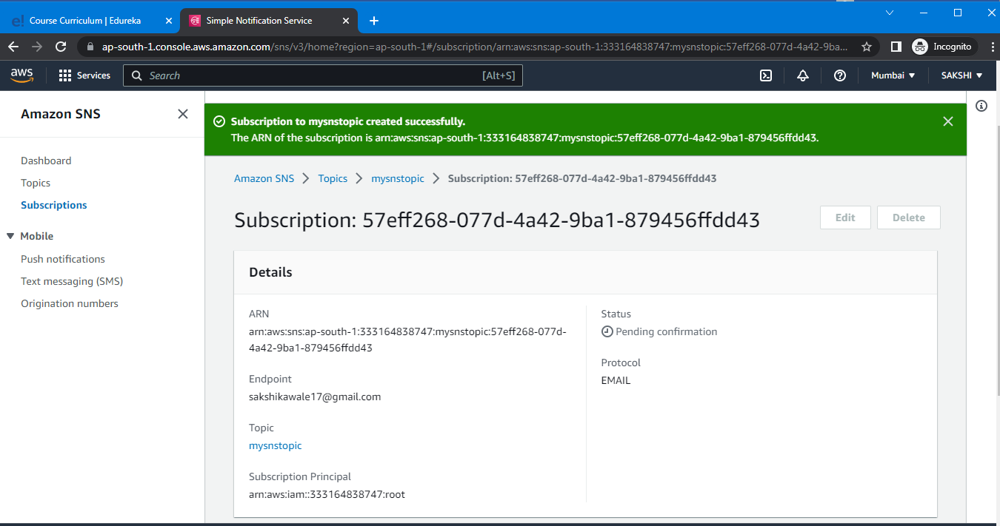 Course Curriculum | Edureka
Simple Notification Service
ap-south-1.console.aws.amazon.com/sns/v3/home?region=ap-south-1#/subscription/arn:aws:sns:ap-south-1:333164838747:mysnstopic:57eff268-077d-4a42-9ba...
Incognito
aws
Services
Search
[Alt+S]
Mumbai
SAKSHI
Amazon SNS
Dashboard
Topics
Subscriptions
Mobile
Push notifications
Text messaging (SMS)
Origination numbers
Subscription to mysnstopic created successfully.
The ARN of the subscription is arn:aws:sns:ap-south-1:333164838747:mysnstopic:57eff268-077d-4a42-9ba1-879456ffdd43.
Amazon SNS > Topics > mysnstopic > Subscription: 57eff268-077d-4a42-9ba1-879456ffdd43
Subscription: 57eff268-077d-4a42-9ba1-879456ffdd43
Edit
Delete
Details
ARN
arn:aws:sns:ap-south-1:333164838747:mysnstopic:57eff268-077d-
4a42-9ba1-879456ffdd43
Endpoint
sakshikawale17@gmail.com
Topic
mysnstopic
Subscription Principal
arn:aws:iam::333164838747:root
Status
Pending confirmation
Protocol
EMAIL